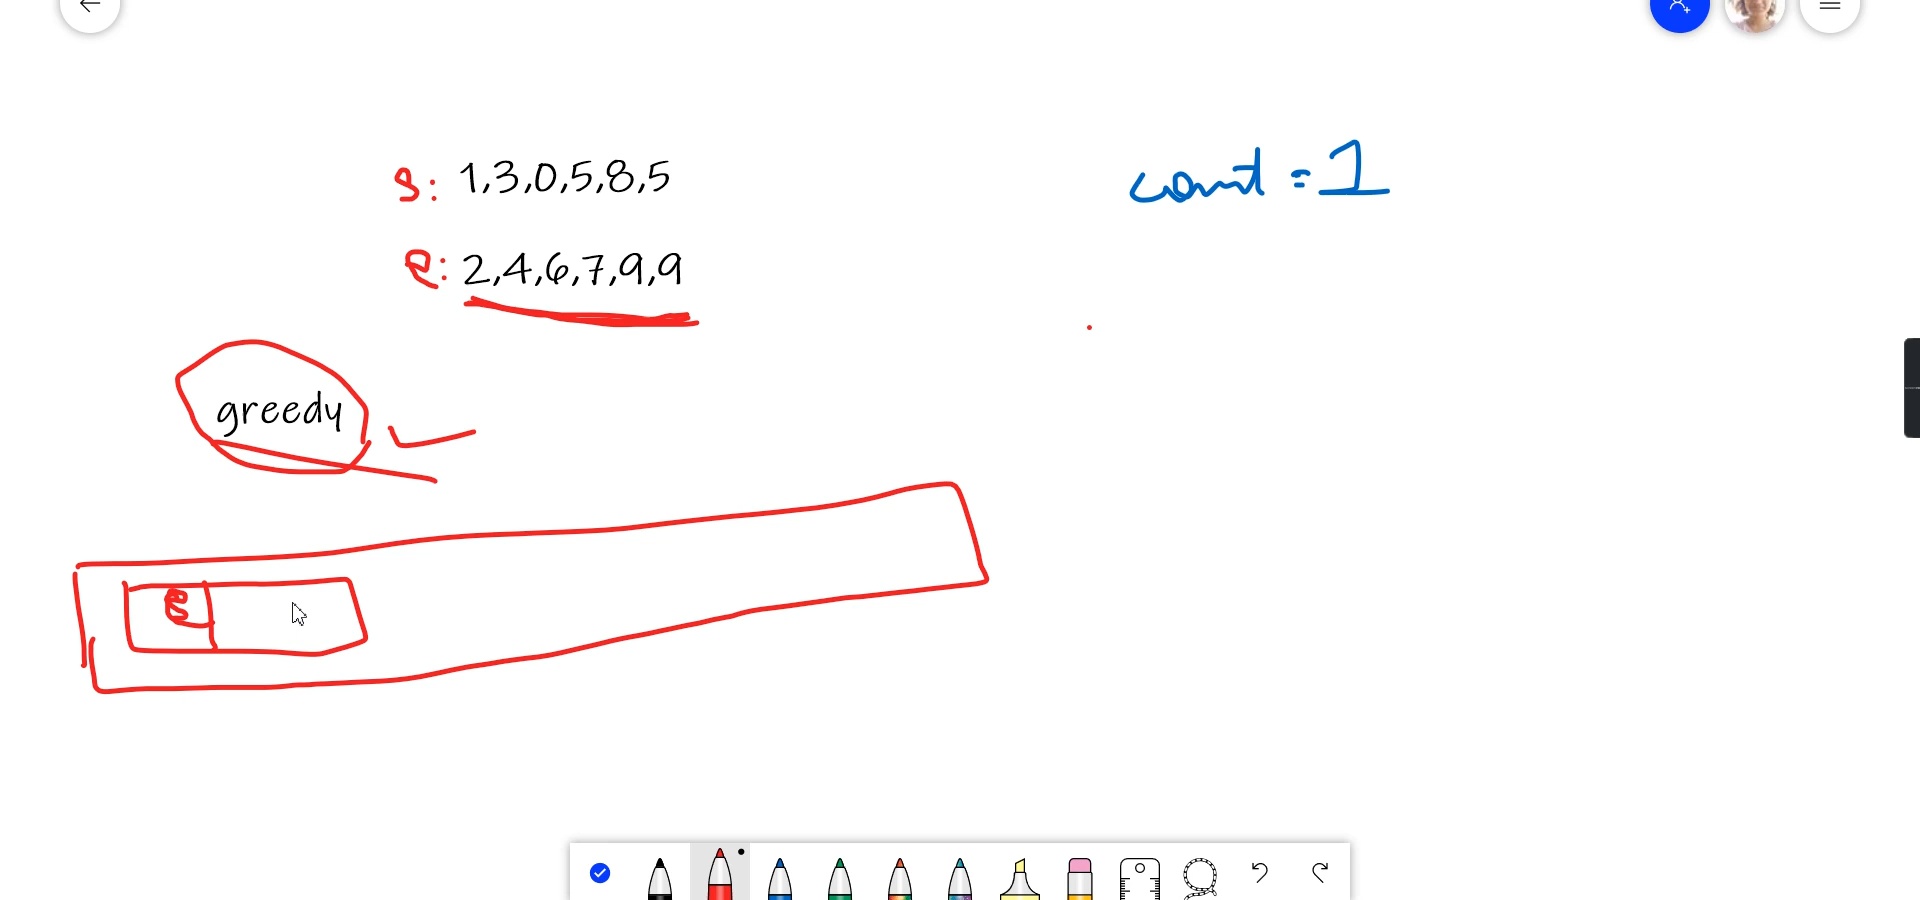 s: 1,3,0,5,8,5
e: 2,4,6,7,9,9
count = 1
greedy